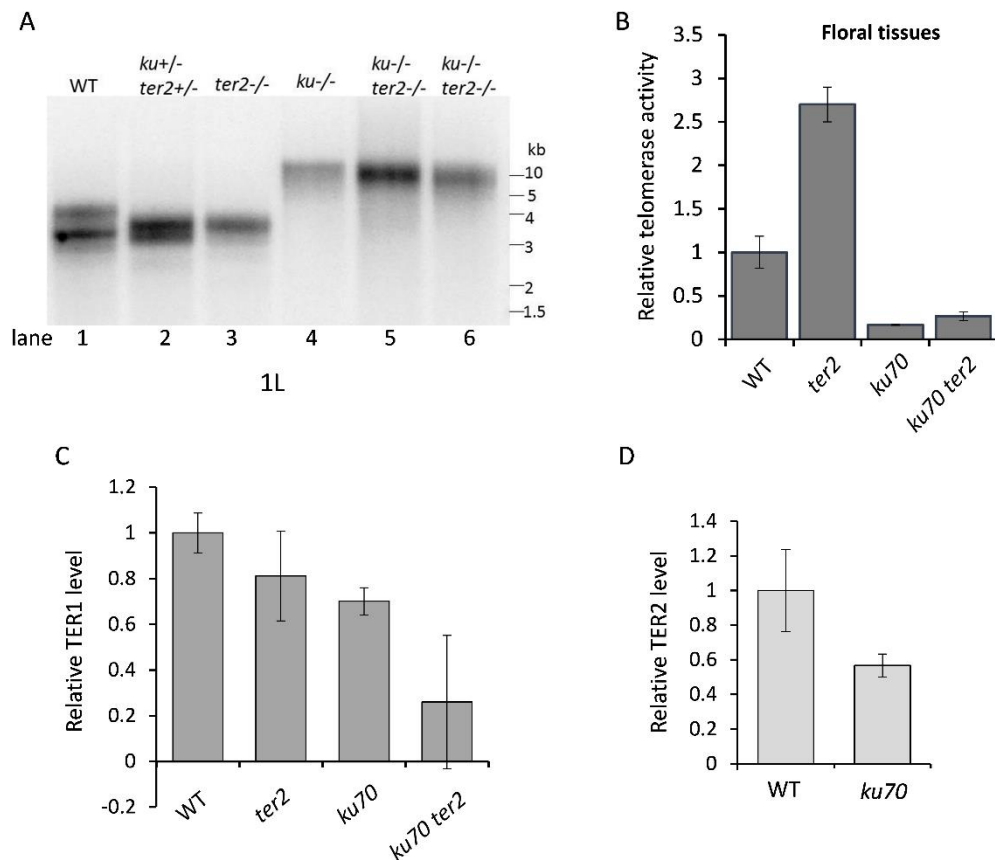 A
WT
ku+/-
ter2+/-
ter2-/-
ku-/-
ku-/-
ter2-/-
ku-/-
ter2-/-
kb
10
5
4
3
2
1.5
lane 1 2 3 4 5 6
1L
B
Floral tissues
Relative telomerase activity
3.5
3
2.5
2
1.5
1
0.5
0
WT
ter2
ku70
ku70 ter2
C
Relative TER1 level
1.2
1
0.8
0.6
0.4
0.2
0
-0.2
WT
ter2
ku70
ku70 ter2
D
Relative TER2 level
1.4
1.2
1
0.8
0.6
0.4
0.2
0
WT
ku70